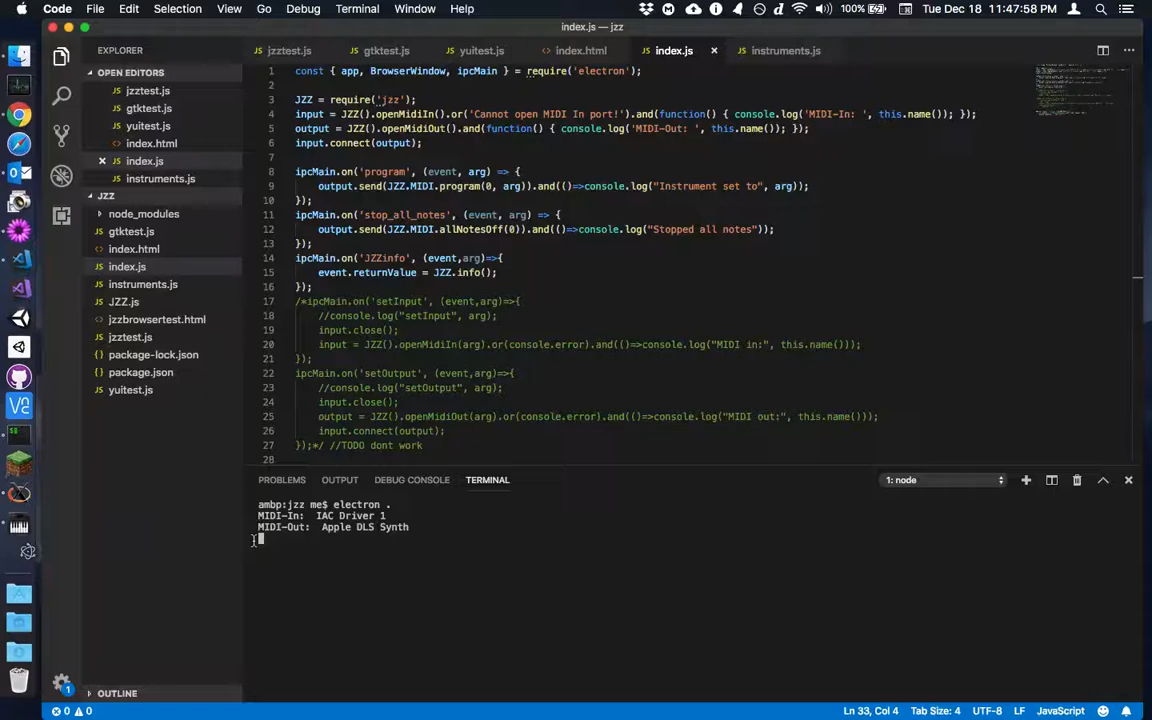 Code File Edit Selection View Go Debug Terminal Window Help 100% Tue Dec 18 11:47:58 PM
index.js — jzz
EXPLORER
OPEN EDITORS
jzztest.js
gtktest.js
yuitest.js
index.html
index.js
instruments.js
JZZ
node_modules
gtktest.js
index.html
index.js
instruments.js
JZZ.js
jzzbrowsertest.html
jzztest.js
package-lock.json
package.json
yuitest.js
OUTLINE
jzztest.js gtktest.js yuitest.js index.html index.js instruments.js
1 const { app, BrowserWindow, ipcMain } = require('electron');
2
3 JZZ = require('jzz');
4 input = JZZ().openMidiIn().or('Cannot open MIDI In port!').and(function() { console.log('MIDI-In: ', this.name()); });
5 output = JZZ().openMidiOut().and(function() { console.log('MIDI-Out: ', this.name()); });
6 input.connect(output);
7
8 ipcMain.on('program', (event, arg) => {
9 output.send(JZZ.MIDI.program(0, arg)).and(()=>console.log("Instrument set to", arg));
10 });
11 ipcMain.on('stop_all_notes', (event, arg) => {
12 output.send(JZZ.MIDI.allNotesOff(0)).and(()=>console.log("Stopped all notes"));
13 });
14 ipcMain.on('JZZinfo', (event,arg)=>{
15 event.returnValue = JZZ.info();
16 });
17 /*ipcMain.on('setInput', (event,arg)=>{
18 //console.log("setInput", arg);
19 input.close();
20 input = JZZ().openMidiIn(arg).or(console.error).and(()=>console.log("MIDI in:", this.name()));
21 });
22 ipcMain.on('setOutput', (event,arg)=>{
23 //console.log("setOutput", arg);
24 input.close();
25 output = JZZ().openMidiOut(arg).or(console.error).and(()=>console.log("MIDI out:", this.name()));
26 input.connect(output);
27 });*/ //TODO dont work
28
PROBLEMS OUTPUT DEBUG CONSOLE TERMINAL 1: node
ambp:jzz me$ electron .
MIDI-In: IAC Driver 1
MIDI-Out: Apple DLS Synth
1
0 0 Ln 33, Col 4 Tab Size: 4 UTF-8 LF JavaScript